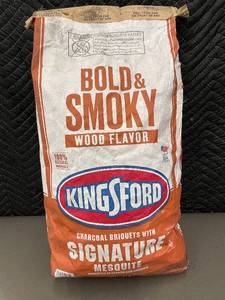 BOLD &
SMOKY
WOOD FLAVOR
KINGSFORD
CHARCOAL BRIQUETS WITH
SIGNATURE
MESQUITE